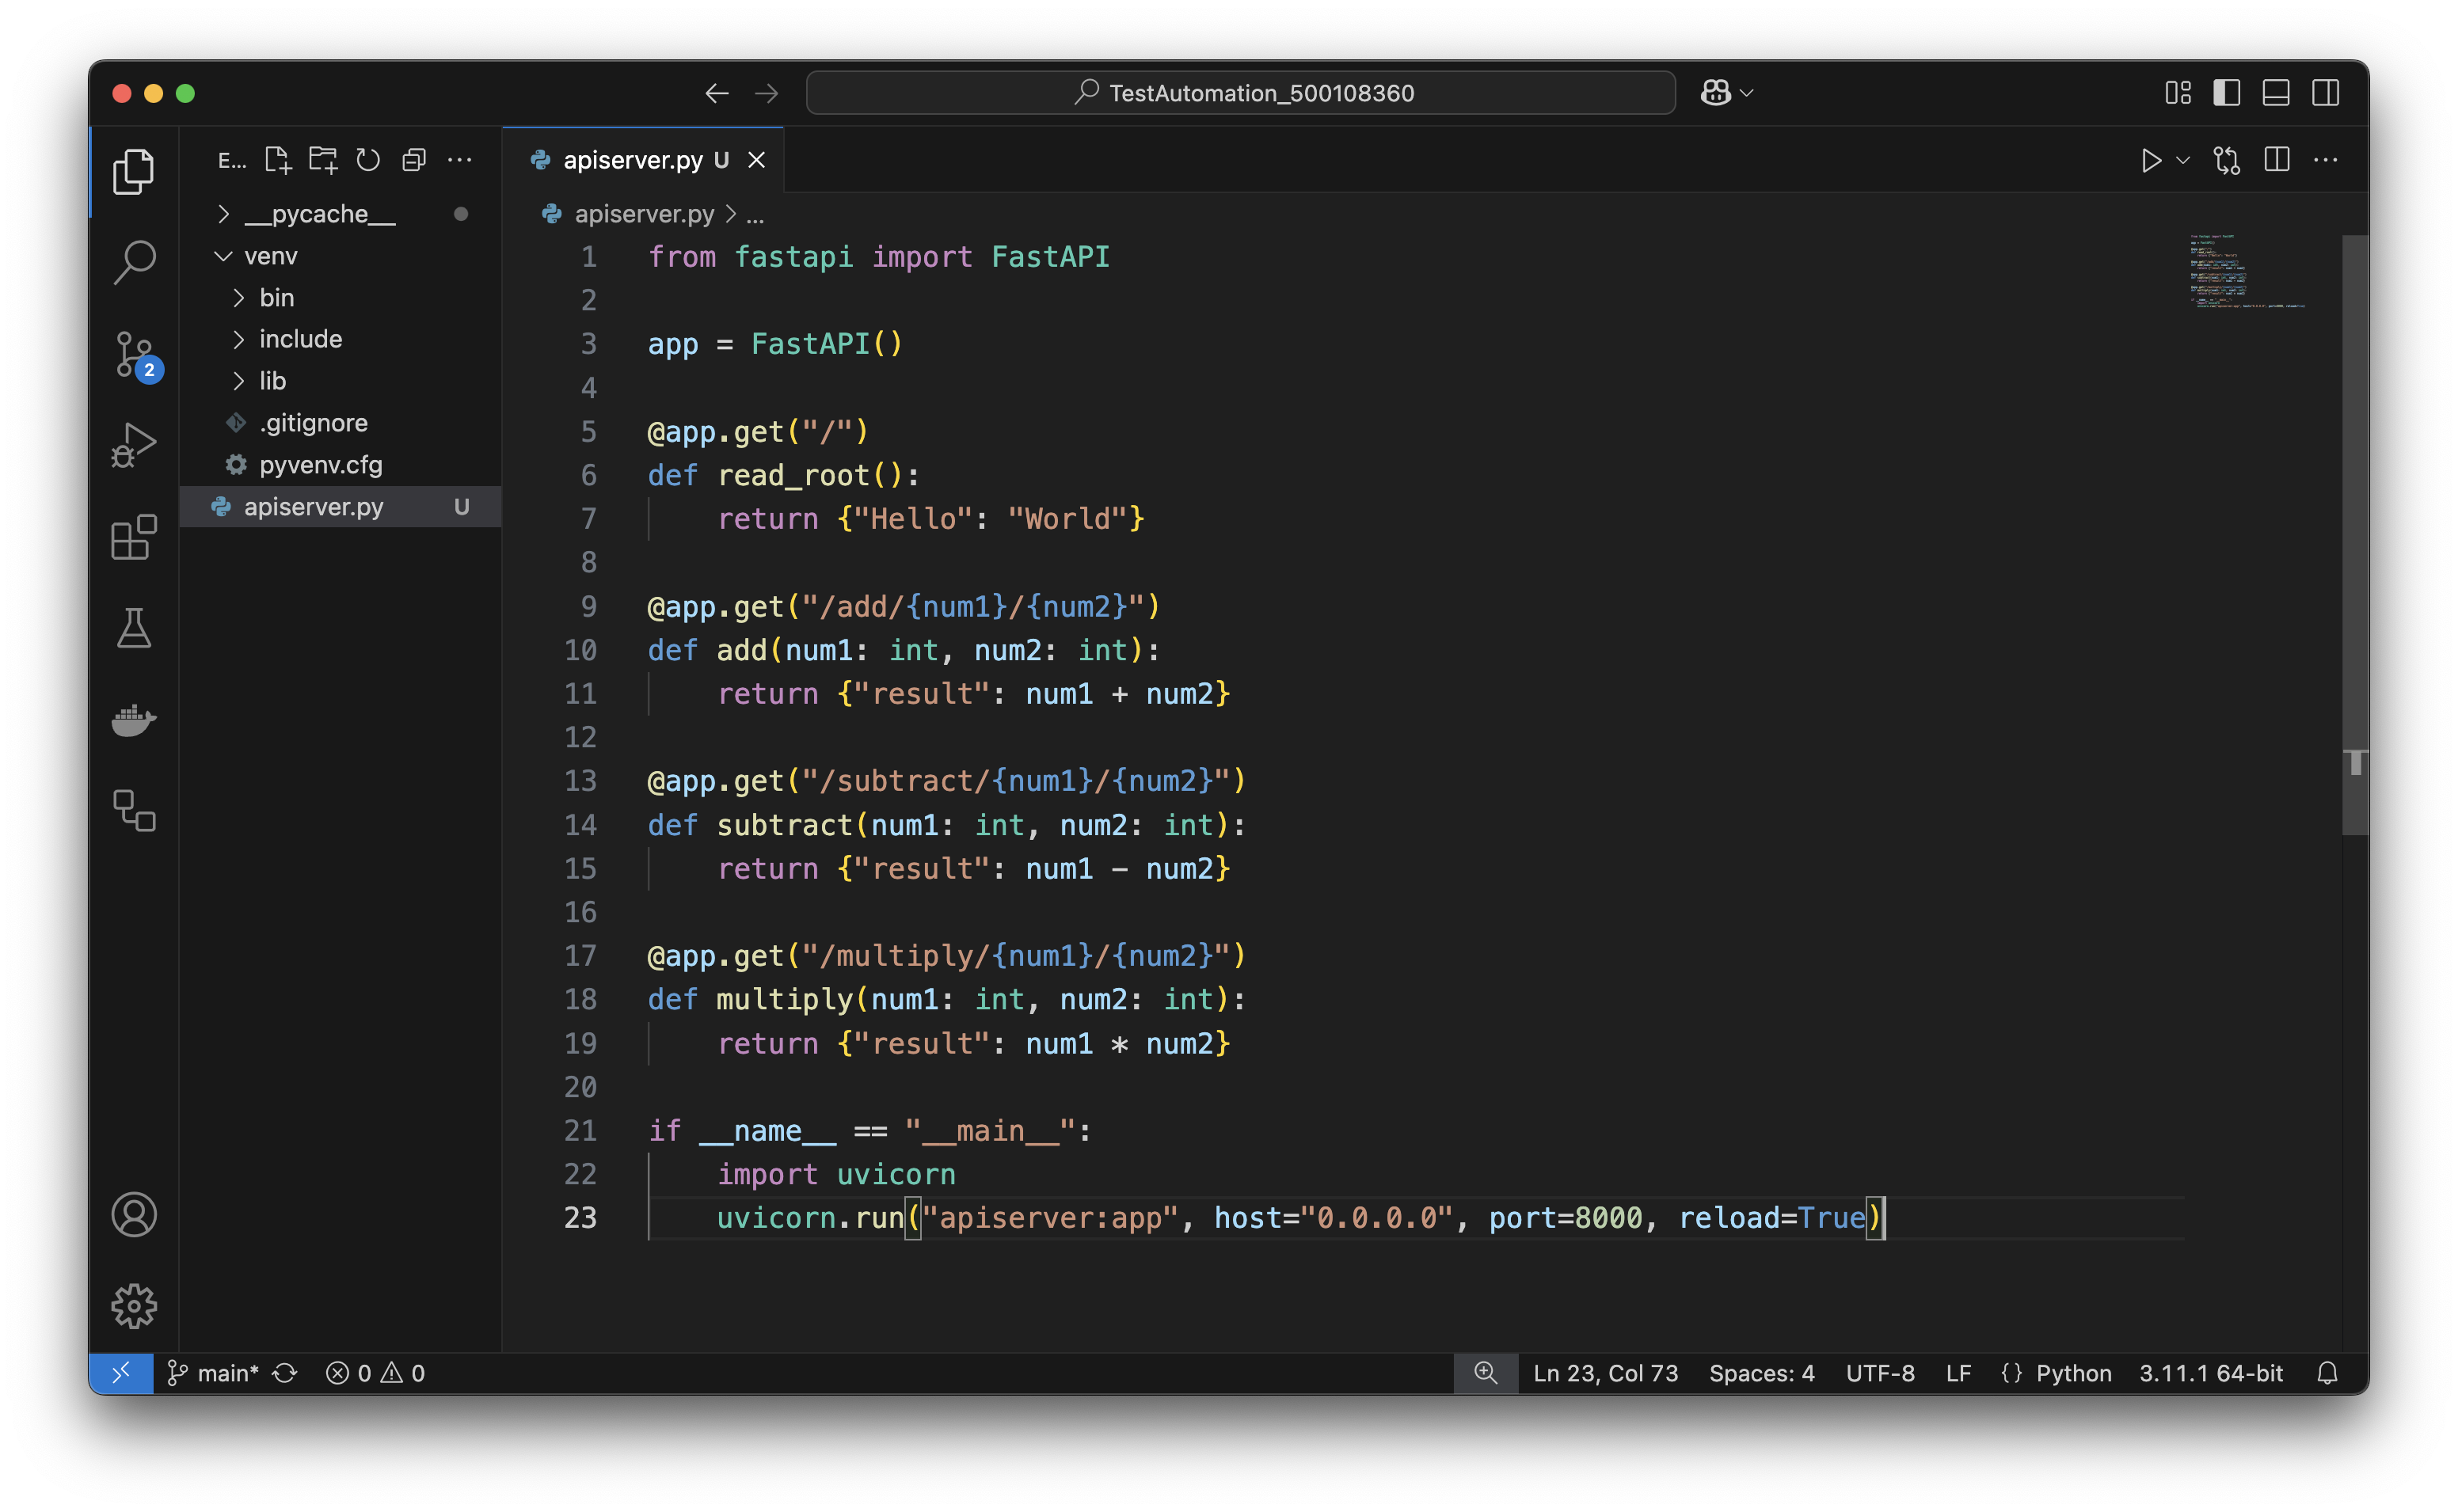 TestAutomation_500108360
E...
__pycache__
venv
bin
include
lib
.gitignore
pyvenv.cfg
apiserver.py U
2
apiserver.py U
apiserver.py > ...
1 from fastapi import FastAPI
2
3 app = FastAPI()
4
5 @app.get("/")
6 def read_root():
7     return {"Hello": "World"}
8
9 @app.get("/add/{num1}/{num2}")
10 def add(num1: int, num2: int):
11     return {"result": num1 + num2}
12
13 @app.get("/subtract/{num1}/{num2}")
14 def subtract(num1: int, num2: int):
15     return {"result": num1 - num2}
16
17 @app.get("/multiply/{num1}/{num2}")
18 def multiply(num1: int, num2: int):
19     return {"result": num1 * num2}
20
21 if __name__ == "__main__":
22     import uvicorn
23     uvicorn.run("apiserver:app", host="0.0.0.0", port=8000, reload=True)
main* 0 0 Ln 23, Col 73 Spaces: 4 UTF-8 LF {} Python 3.11.1 64-bit